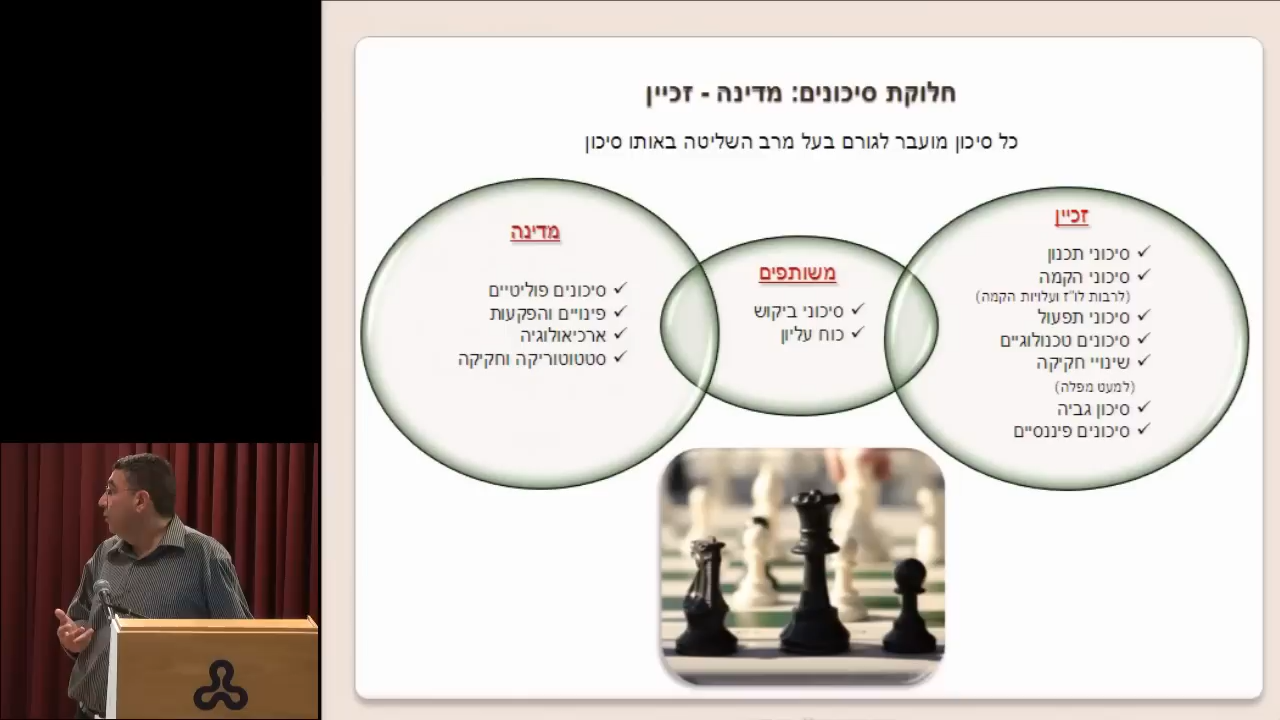 חלוקת סיכונים: מדינה - זכיין
כל סיכון מועבר לגורם בעל מרב השליטה באותו סיכון
זכיין
✓ סיכוני תכנון
✓ סיכוני הקמה
(לרבות לו"ז ועלויות הקמה)
✓ סיכוני תפעול
✓ סיכונים טכנולוגיים
✓ שינויי חקיקה
(למעט מפלה)
✓ סיכון גביה
✓ סיכונים פיננסיים
משותפים
✓ סיכוני ביקוש
✓ כוח עליון
מדינה
✓ סיכונים פוליטיים
✓ פינויים והפקעות
✓ ארכיאולוגיה
✓ סטטוטוריקה וחקיקה